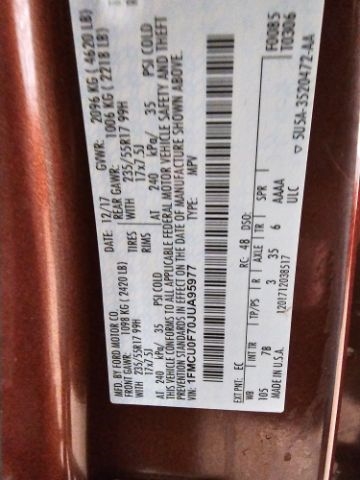 MFD. BY FORD MOTOR CO.
DATE: 12/17 GVWR: 2096 KG ( 4620 LB)
FRONT GAWR: 1098 KG (2420 LB) REAR GAWR: 1006 KG ( 2218 LB)
WITH 235/55R17 99H TIRES WITH 235/55R17 99H
17x7.5J RIMS 17x7.5J
AT 240 kPa/ 35 PSI COLD AT 240 kPa/ 35 PSI COLD
THIS VEHICLE CONFORMS TO ALL APPLICABLE FEDERAL MOTOR VEHICLE SAFETY AND THEFT
PREVENTION STANDARDS IN EFFECT ON THE DATE OF MANUFACTURE SHOWN ABOVE.
VIN: 1FMCU0F70JUA95977
TYPE: MPV
F00B5
T0306
EXT PNT: EC RC: 48 DSO:
WB INT TR TP/PS R AXLE TR SPR
105 7B 3 35 6 AAAA
ULC
MADE IN U.S.A.
1201712038517
5USA-3520472-AA